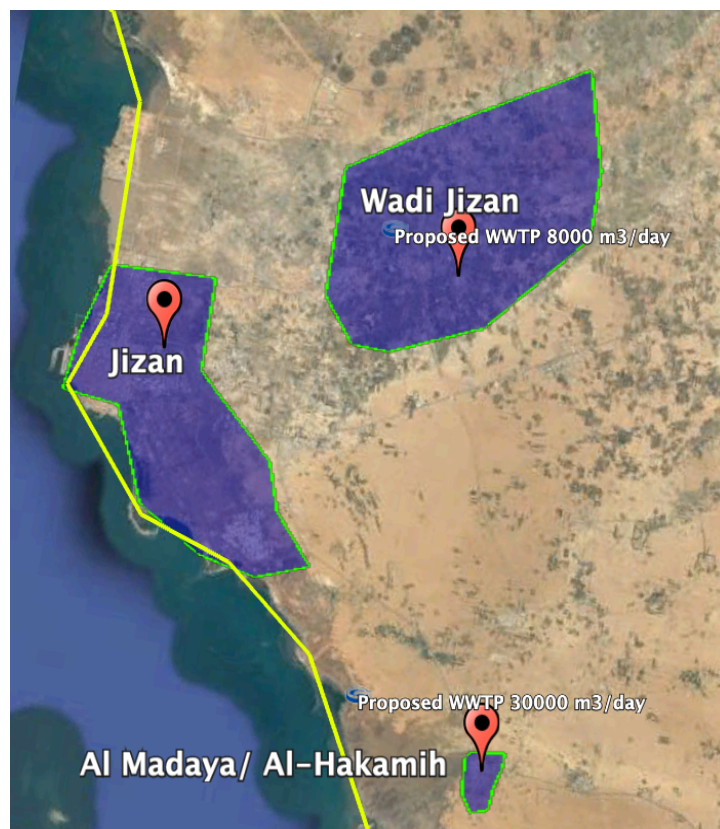 Wadi Jizan
Proposed WWTP 8000 m3/day
Jizan
Proposed WWTP 30000 m3/day
Al Madaya/ Al-Hakamih